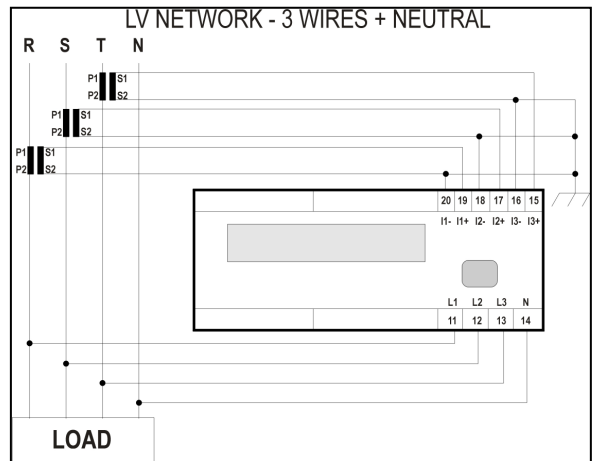 LV NETWORK - 3 WIRES + NEUTRAL
R S T N
P1 S1
P2 S2
P1 S1
P2 S2
P1 S1
P2 S2
20 19 18 17 16 15
I1- I1+ I2- I2+ I3- I3+
L1 L2 L3 N
11 12 13 14
LOAD